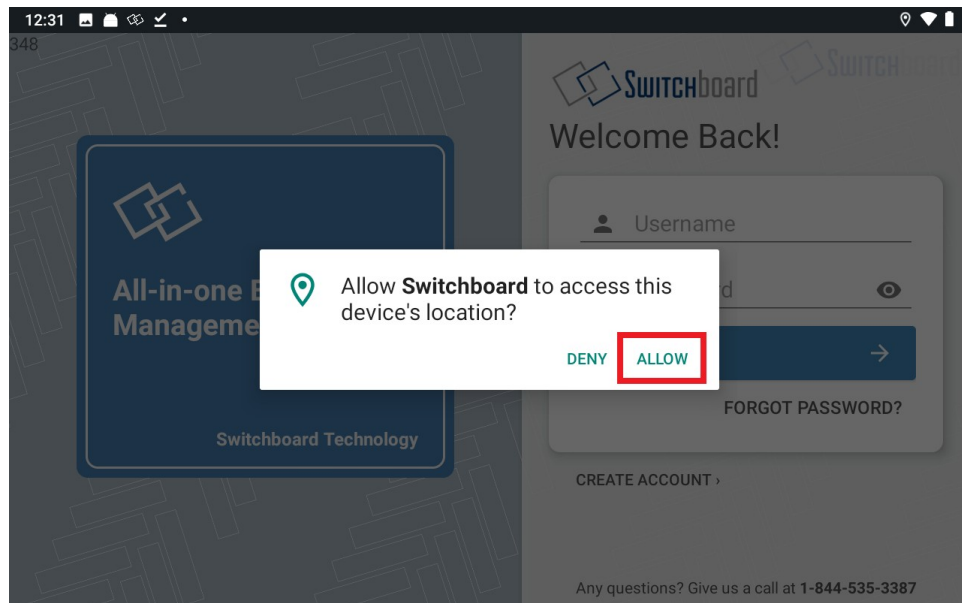 12:31
348
SWITCHboard
SWITCHboard
Welcome Back!
Username
d
All-in-one E
Manageme
Allow Switchboard to access this
device's location?
DENY ALLOW
FORGOT PASSWORD?
Switchboard Technology
CREATE ACCOUNT ›
Any questions? Give us a call at 1-844-535-3387